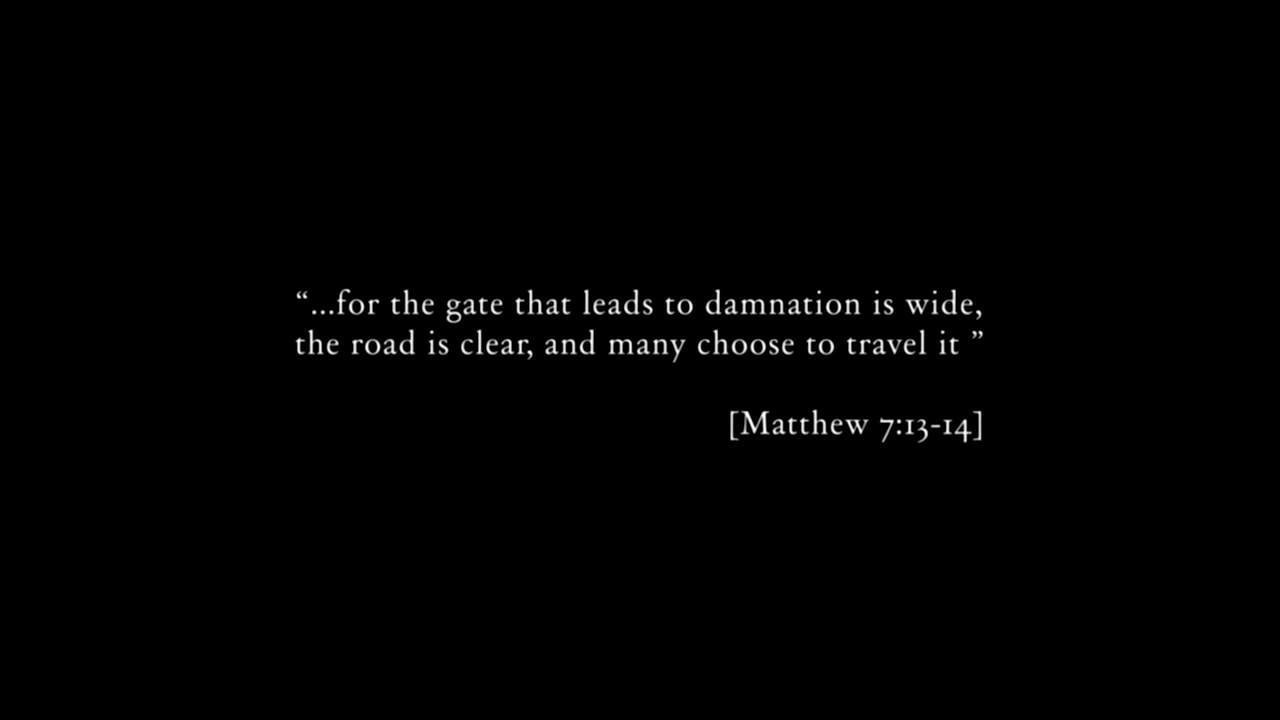 “...for the gate that leads to damnation is wide,
the road is clear, and many choose to travel it ”
[Matthew 7:13-14]